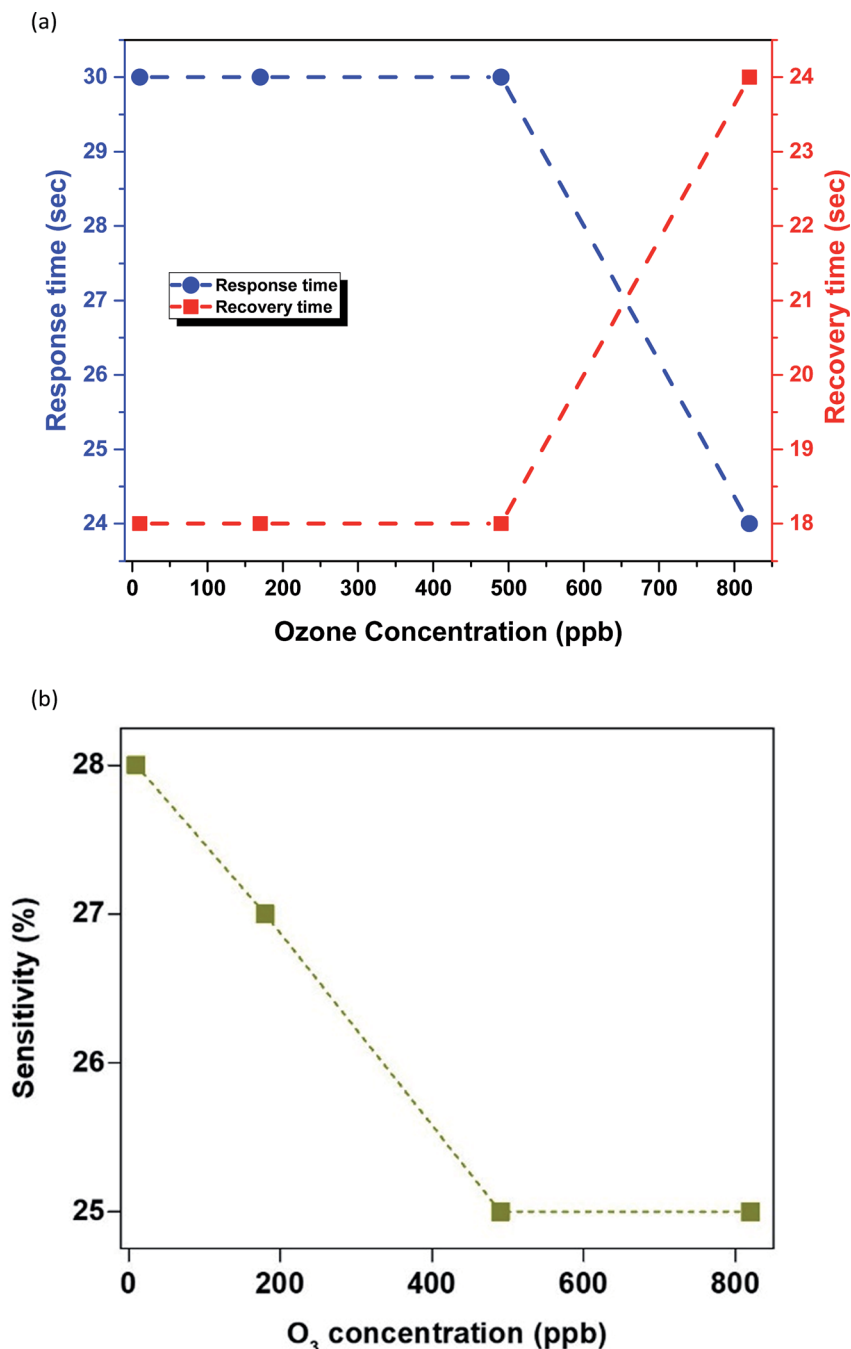 (a)
30
29
28
27
26
25
24
Response time (sec)
Response time
Recovery time
24
23
22
21
20
19
18
Recovery time (sec)
0 100 200 300 400 500 600 700 800
Ozone Concentration (ppb)
(b)
28
27
26
25
Sensitivity (%)
0 200 400 600 800
O₃ concentration (ppb)